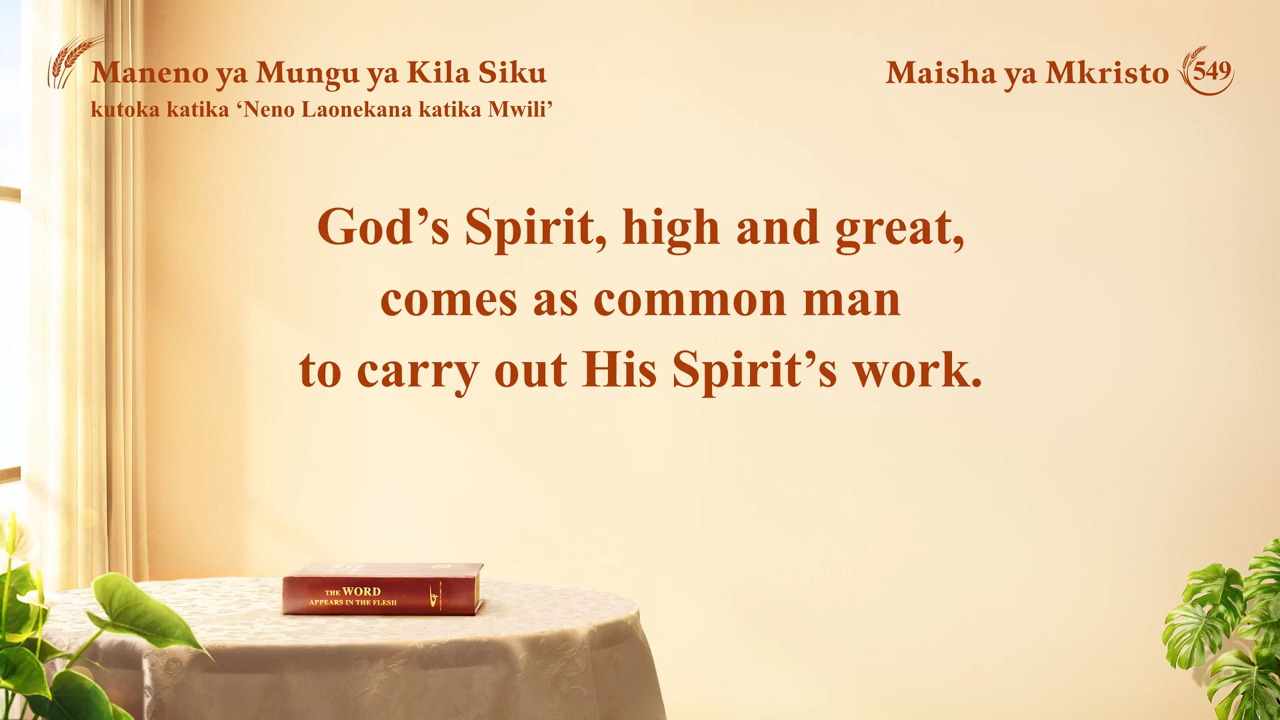 Maneno ya Mungu ya Kila Siku
kutoka katika ‘Neno Laonekana katika Mwili’
Maisha ya Mkristo 549
God’s Spirit, high and great,
comes as common man
to carry out His Spirit’s work.
THE WORD
APPEARS IN THE FLESH